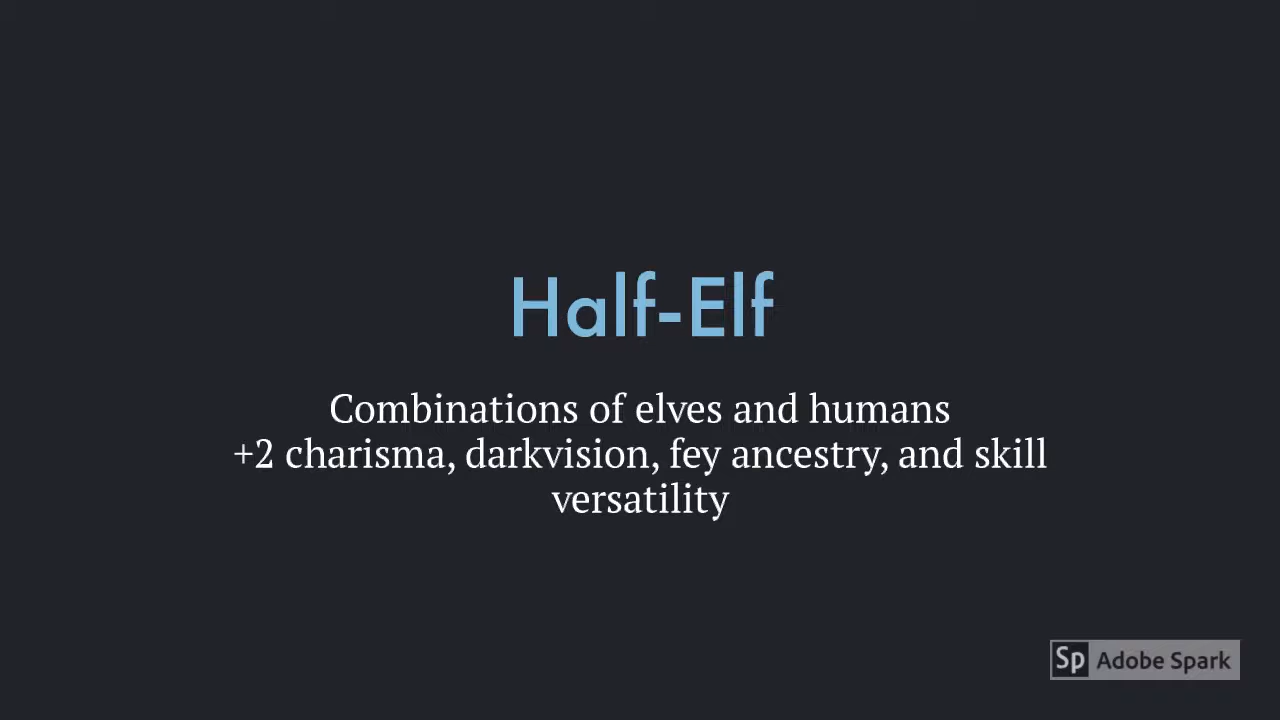 Half-Elf
Combinations of elves and humans
+2 charisma, darkvision, fey ancestry, and skill
versatility
Sp Adobe Spark